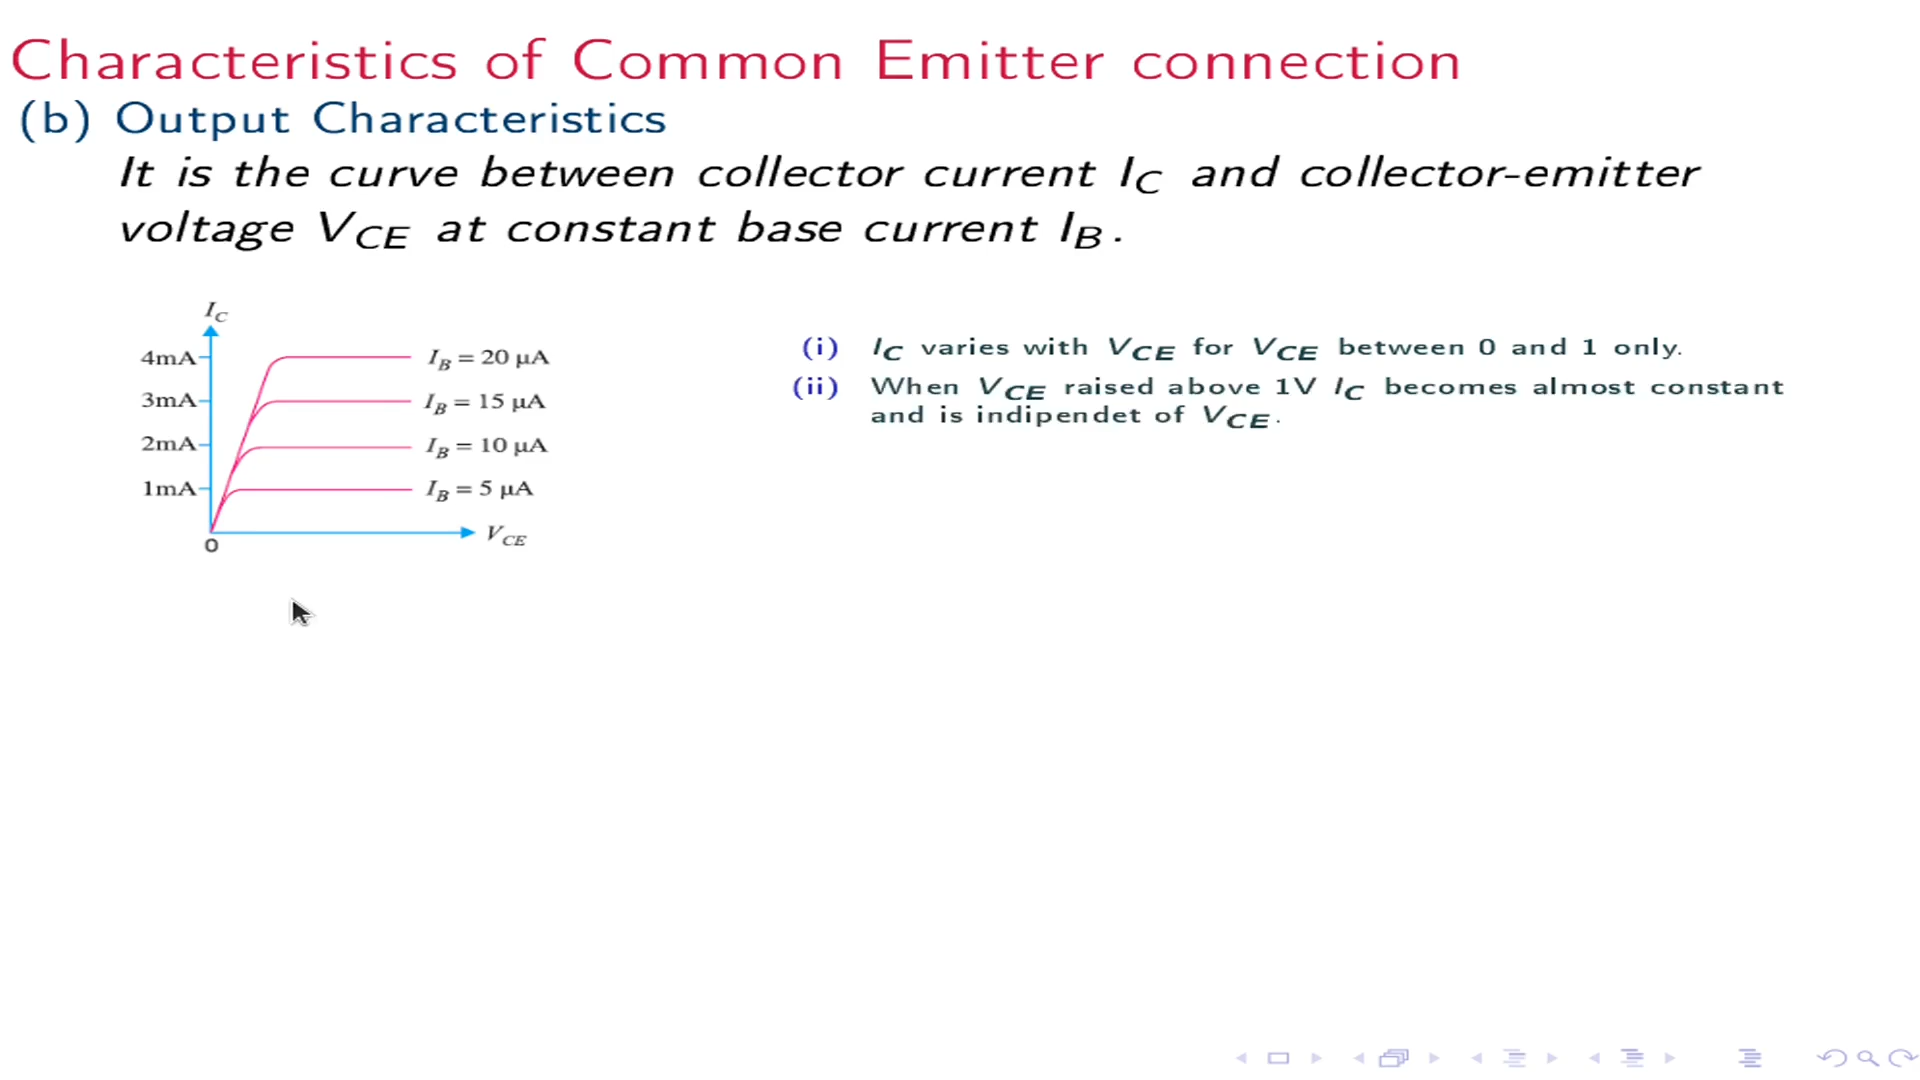 Characteristics of Common Emitter connection
(b) Output Characteristics
It is the curve between collector current I_C and collector-emitter
voltage V_CE at constant base current I_B.
I_C
4mA
3mA
2mA
1mA
0
I_B = 20 µA
I_B = 15 µA
I_B = 10 µA
I_B = 5 µA
V_CE
(i) I_C varies with V_CE for V_CE between 0 and 1 only.
(ii) When V_CE raised above 1V I_C becomes almost constant
and is indipendet of V_CE.